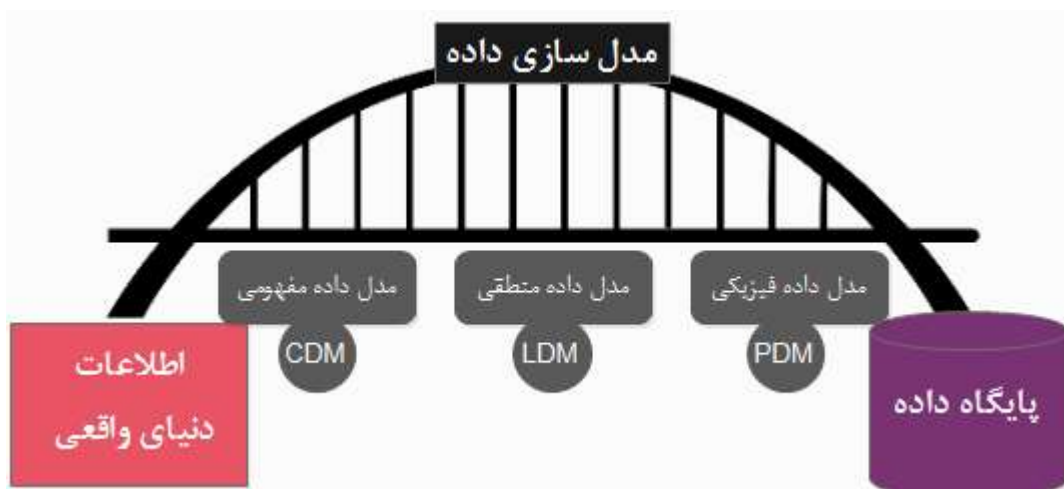 مدل سازی داده
مدل داده مفهومی
مدل داده منطقی
مدل داده فیزیکی
CDM
LDM
PDM
اطلاعات
دنیای واقعی
پایگاه داده